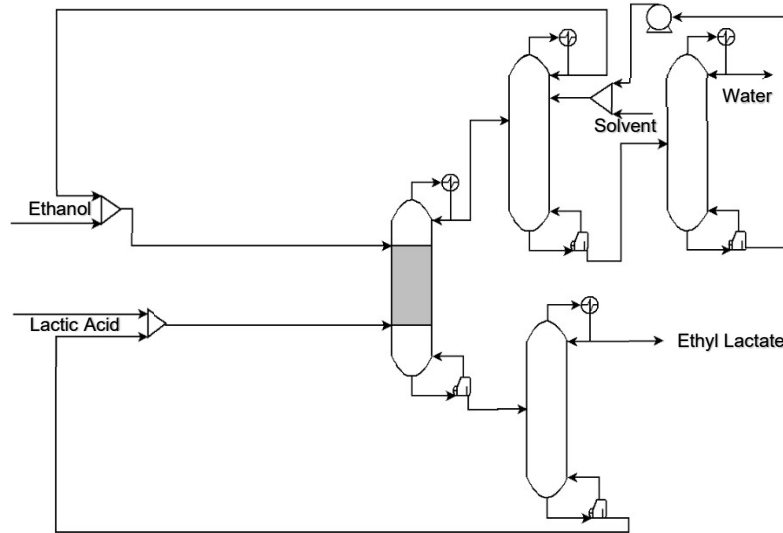 Water
Solvent
Ethanol
Lactic Acid
Ethyl Lactate